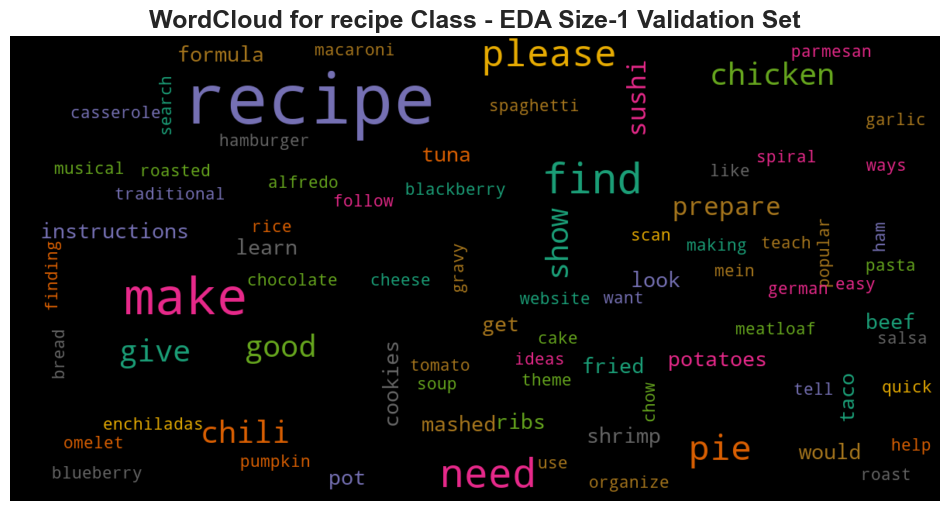 WordCloud for recipe Class - EDA Size-1 Validation Set
formula
macaroni
please
parmesan
chicken
recipe
search
casserole
sushi
spaghetti
hamburger
garlic
tuna
musical
roasted
traditional
alfredo
follow
blackberry
find
like
spiral
ways
prepare
instructions
rice
learn
show
scan
making
teach
popular
ham
finding
chocolate
cheese
gravy
look
mein
pasta
german
easy
make
website
want
get
cake
meatloaf
beef
salsa
bread
give
good
cookies
tomato
soup
ideas
theme
fried
potatoes
tell
taco
quick
chow
enchiladas
omelet
chili
mashed
ribs
shrimp
pie
would
help
blueberry
pumpkin
pot
need
use
organize
roast